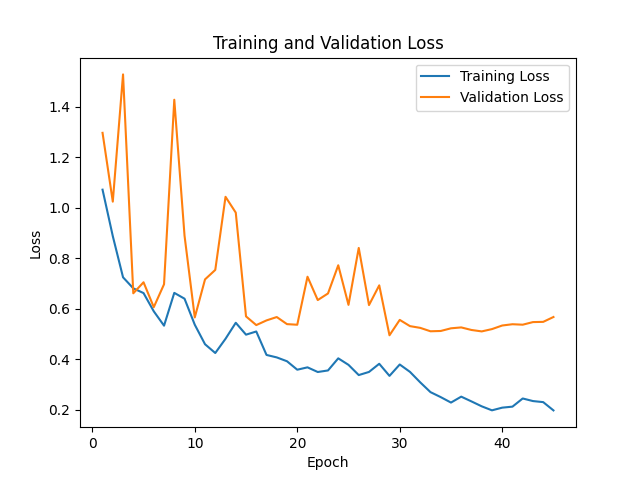 Training and Validation Loss
Training Loss
Validation Loss
1.4
1.2
1.0
0.8
0.6
0.4
0.2
Loss
0 10 20 30 40
Epoch